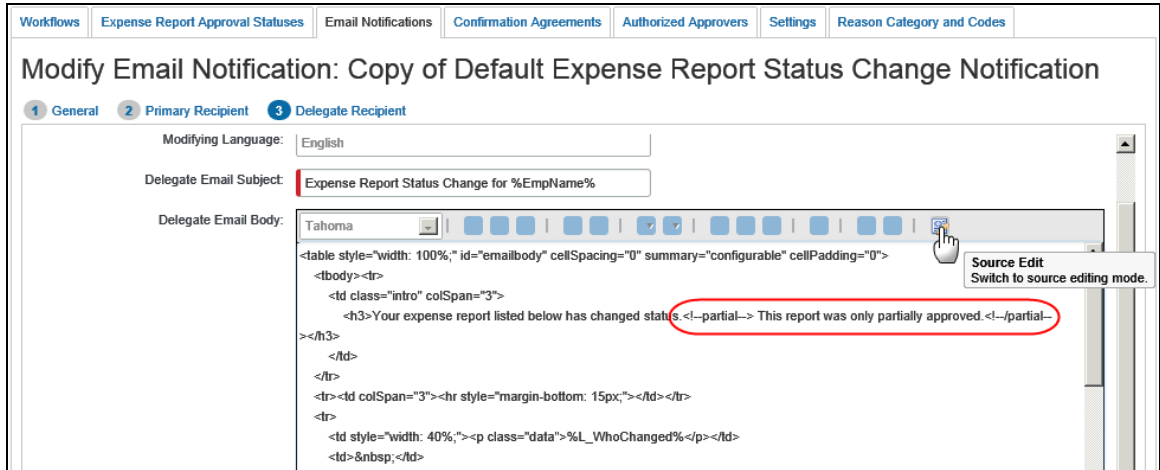 Workflows Expense Report Approval Statuses Email Notifications Confirmation Agreements Authorized Approvers Settings Reason Category and Codes
Modify Email Notification: Copy of Default Expense Report Status Change Notification
1 General 2 Primary Recipient 3 Delegate Recipient
Modifying Language: English
Delegate Email Subject: Expense Report Status Change for %EmpName%
Delegate Email Body: Tahoma
Source Edit
Switch to source editing mode.
<table style="width: 100%;" id="emailbody" cellSpacing="0" summary="configurable" cellPadding="0">
<tbody><tr>
<td class="intro" colSpan="3">
<h3>Your expense report listed below has changed status.<!--partial--> This report was only partially approved.<!--/partial--
></h3>
</td>
</tr>
<tr><td colSpan="3"><hr style="margin-bottom: 15px;"></td></tr>
<tr>
<td style="width: 40%;"><p class="data">%L_WhoChanged%</p></td>
<td>&nbsp;</td>